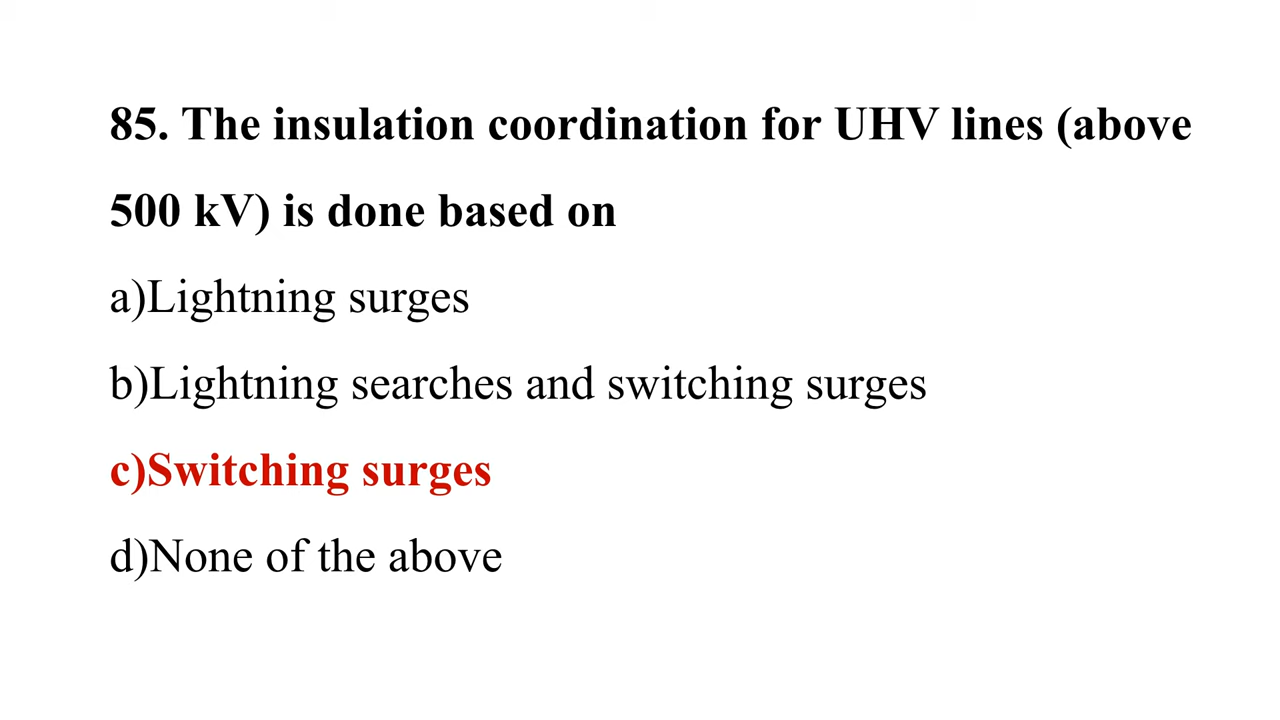 85. The insulation coordination for UHV lines (above
500 kV) is done based on
a)Lightning surges
b)Lightning searches and switching surges
c)Switching surges
d)None of the above